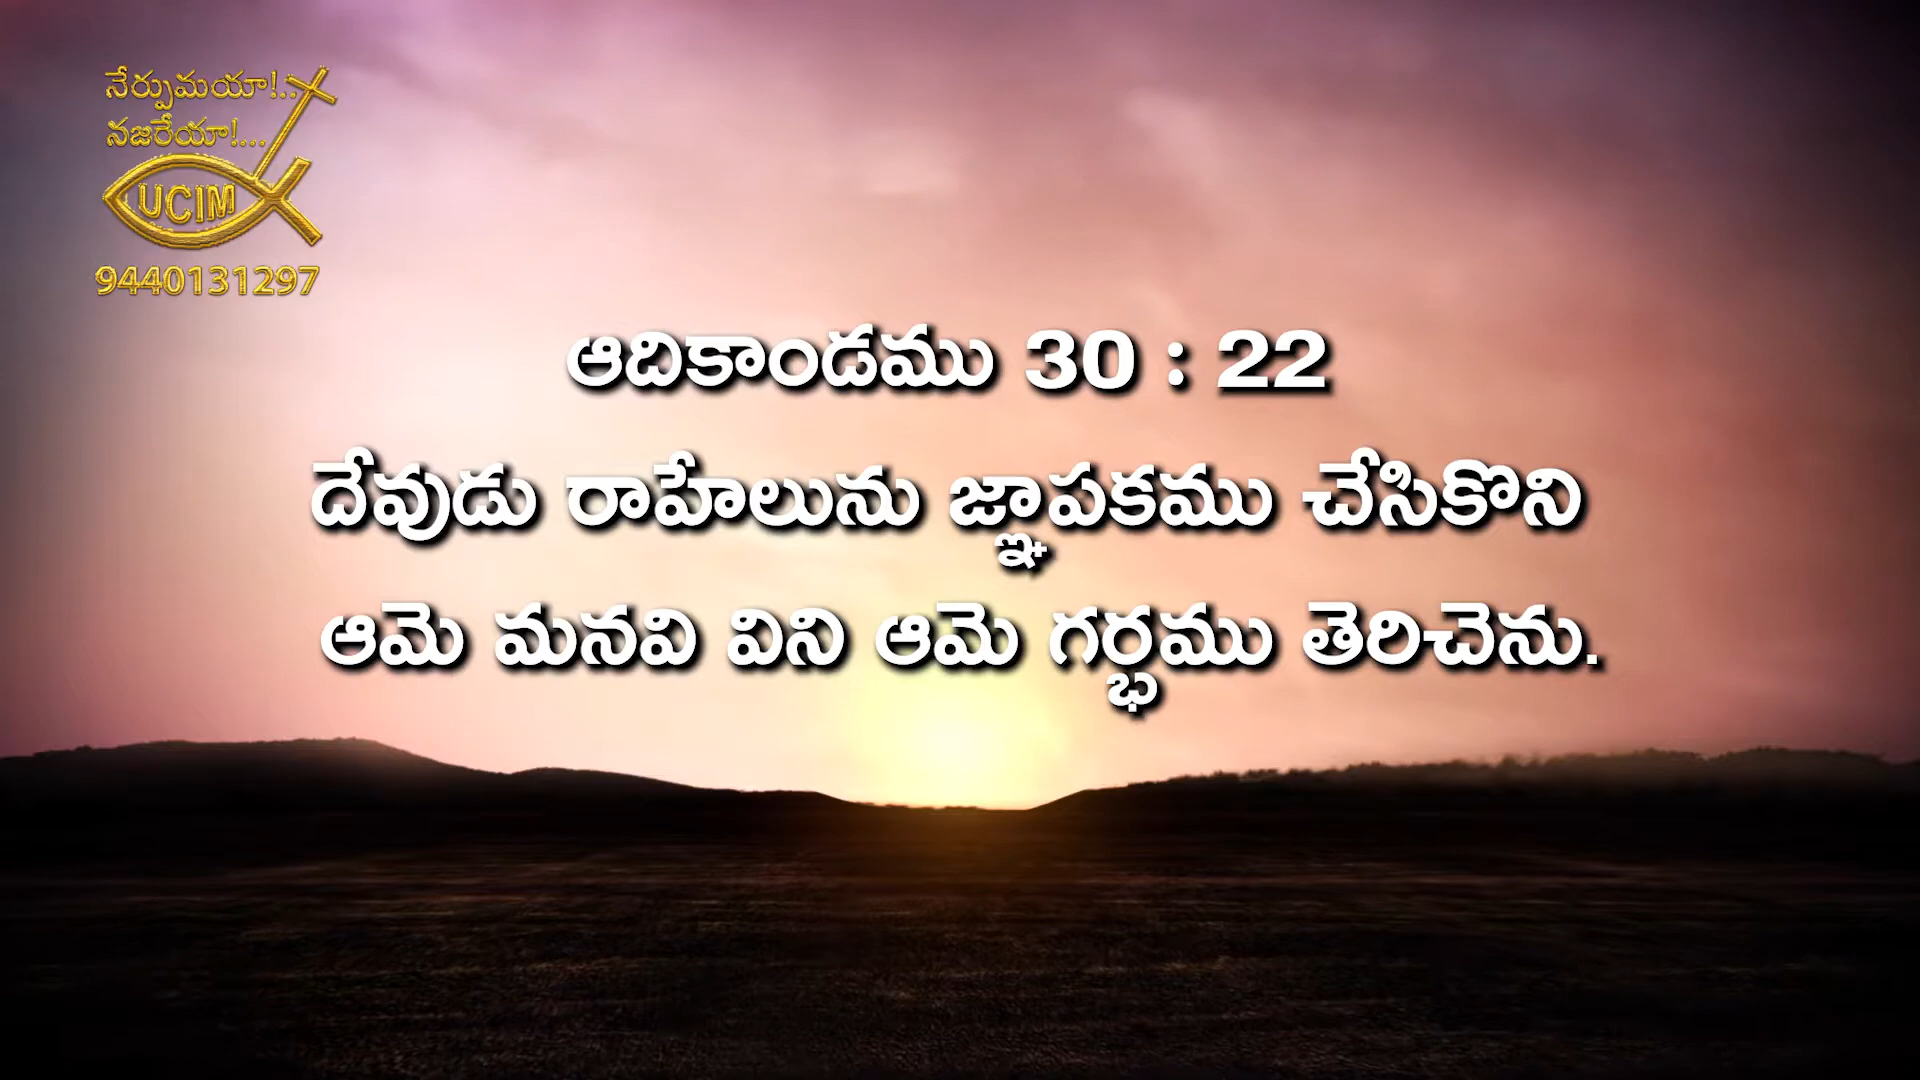 నేర్పుమయా!..
నజరేయా!...
UCIM
9440131297
ఆదికాండము 30 : 22
దేవుడు రాహేలును జ్ఞాపకము చేసికొని
ఆమె మనవి విని ఆమె గర్భము తెరిచెను.